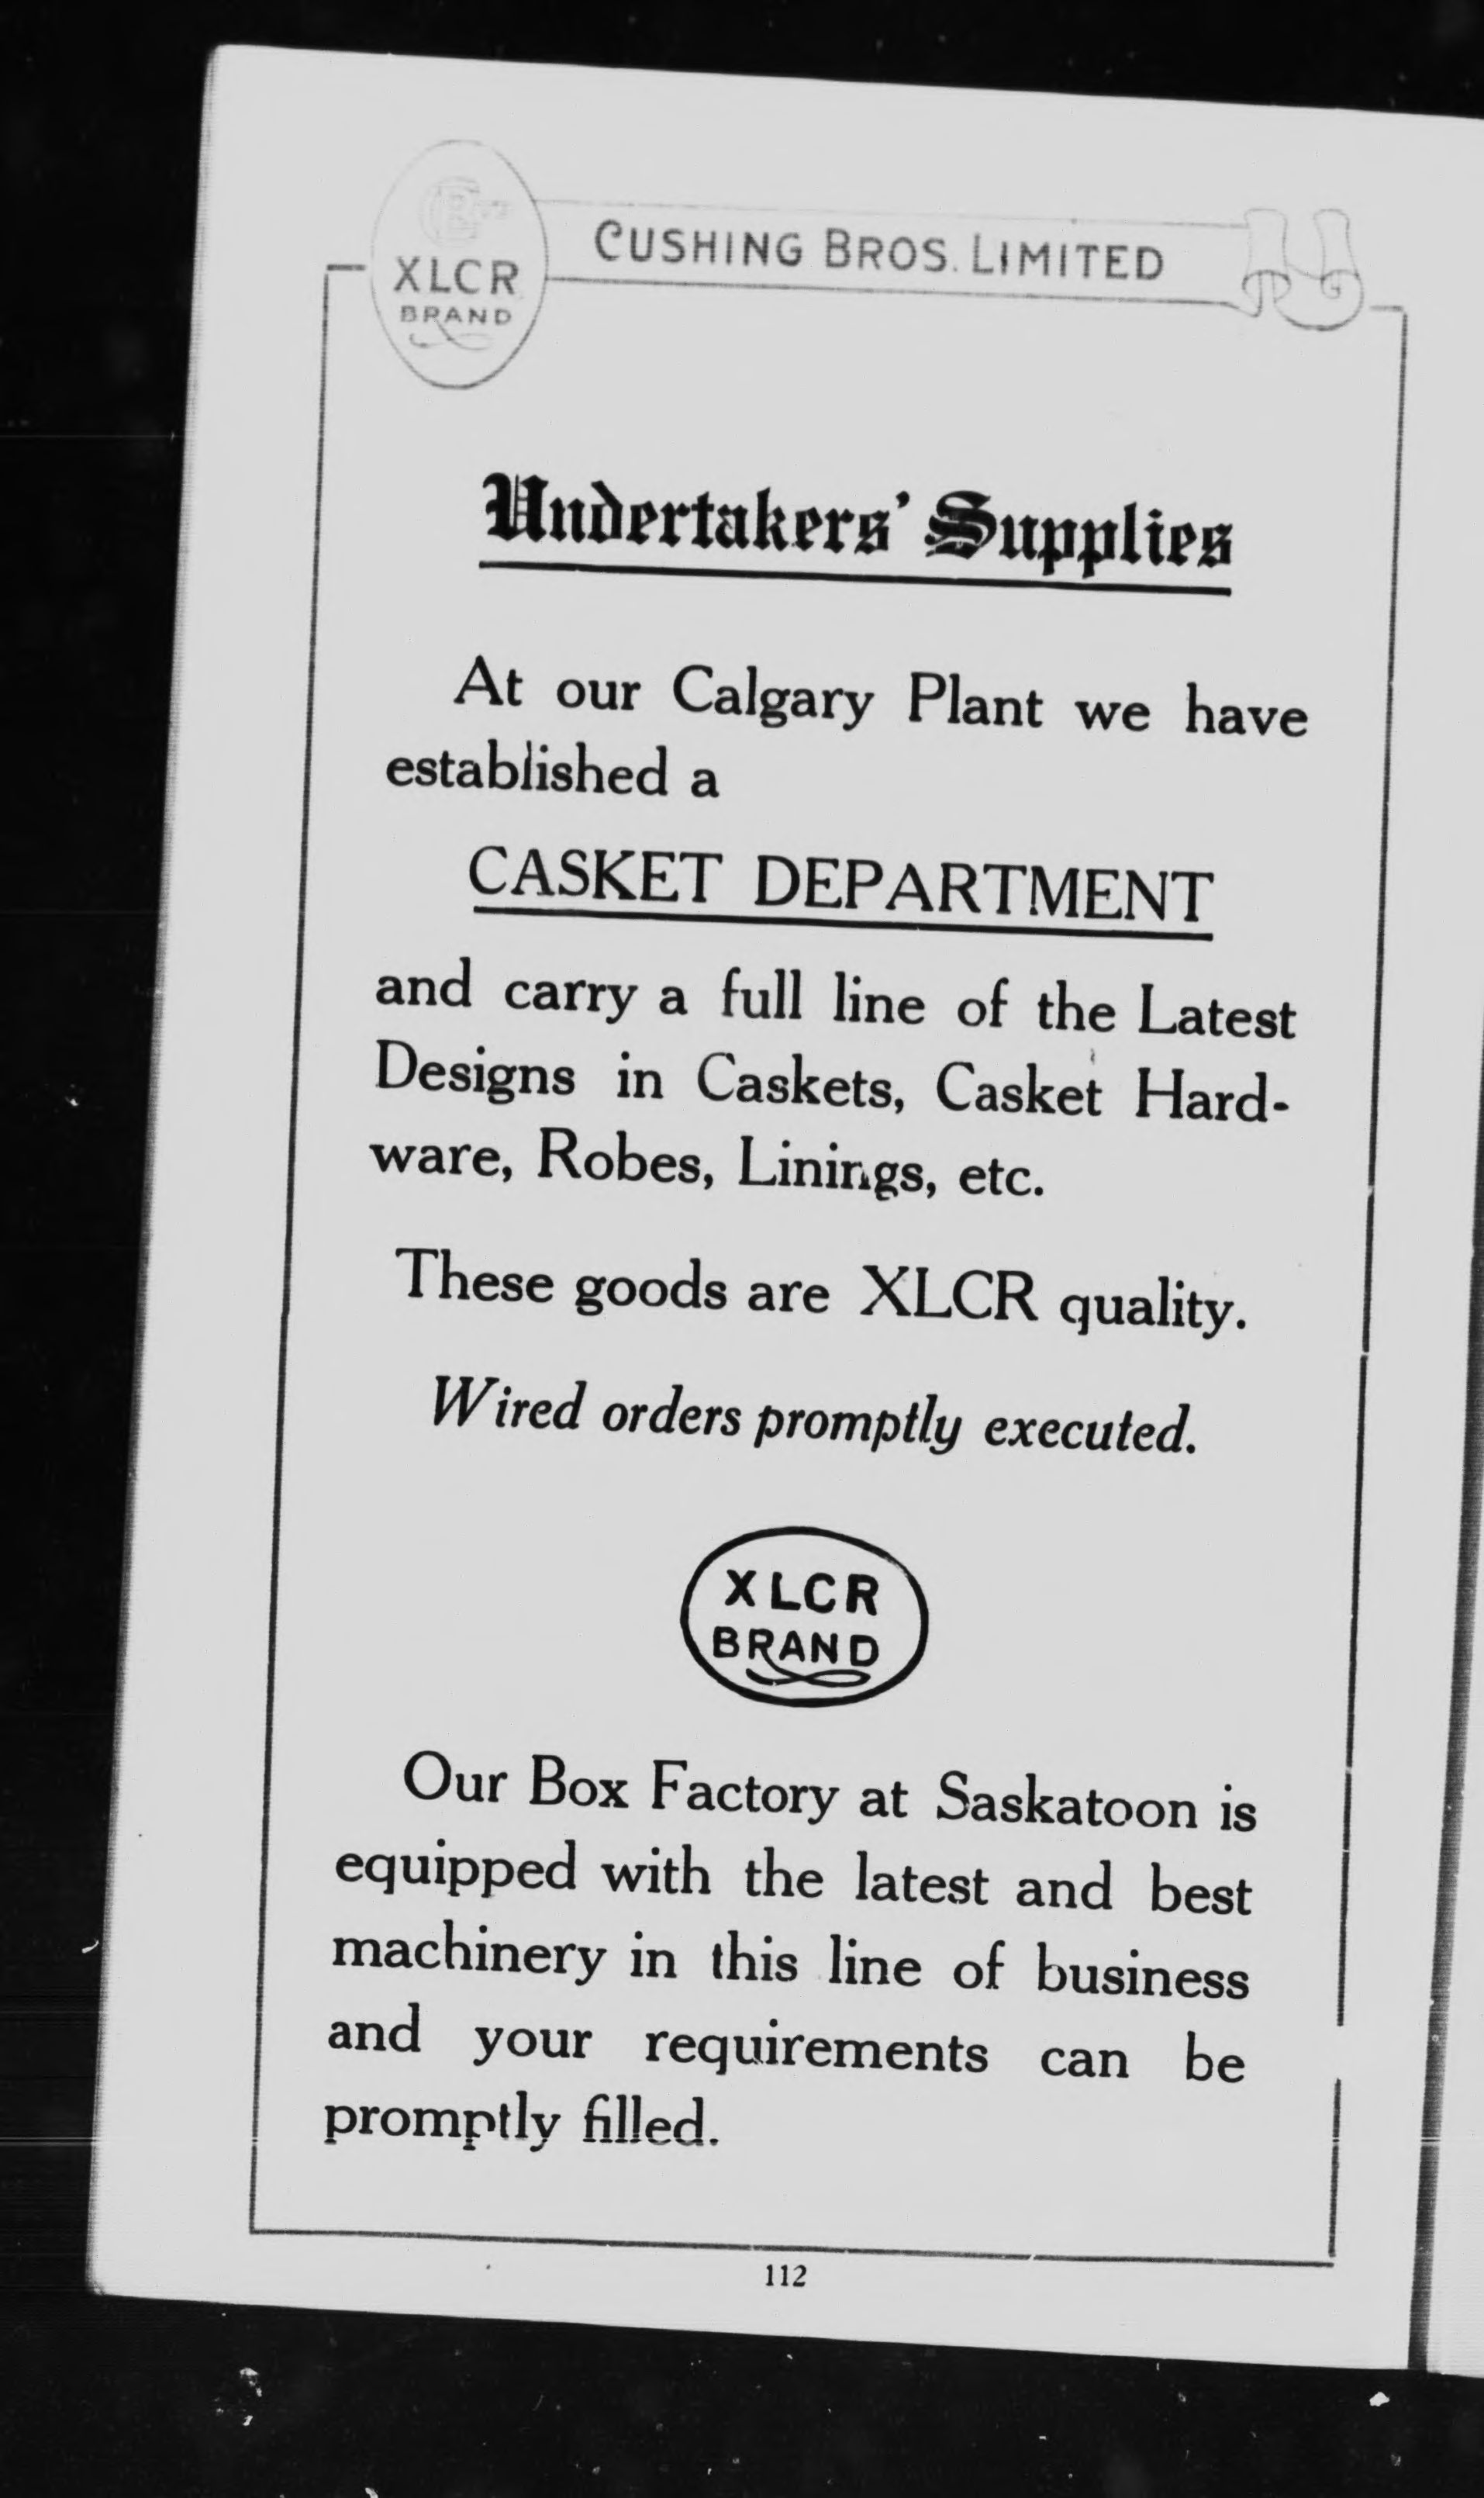 XLCR
BRAND
CUSHING BROS. LIMITED
Undertakers' Supplies
At our Calgary Plant we have
established a
CASKET DEPARTMENT
and carry a full line of the Latest
Designs in Caskets, Casket Hard-
ware, Robes, Linings, etc.
These goods are XLCR quality.
Wired orders promptly executed.
XLCR
BRAND
Our Box Factory at Saskatoon is
equipped with the latest and best
machinery in this line of business
and your requirements can be
promptly filled.
112